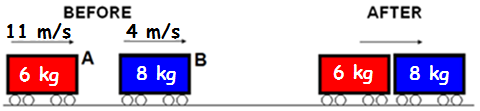 BEFORE
AFTER
11 m/s
4 m/s
A
B
6 kg
8 kg
6 kg
8 kg